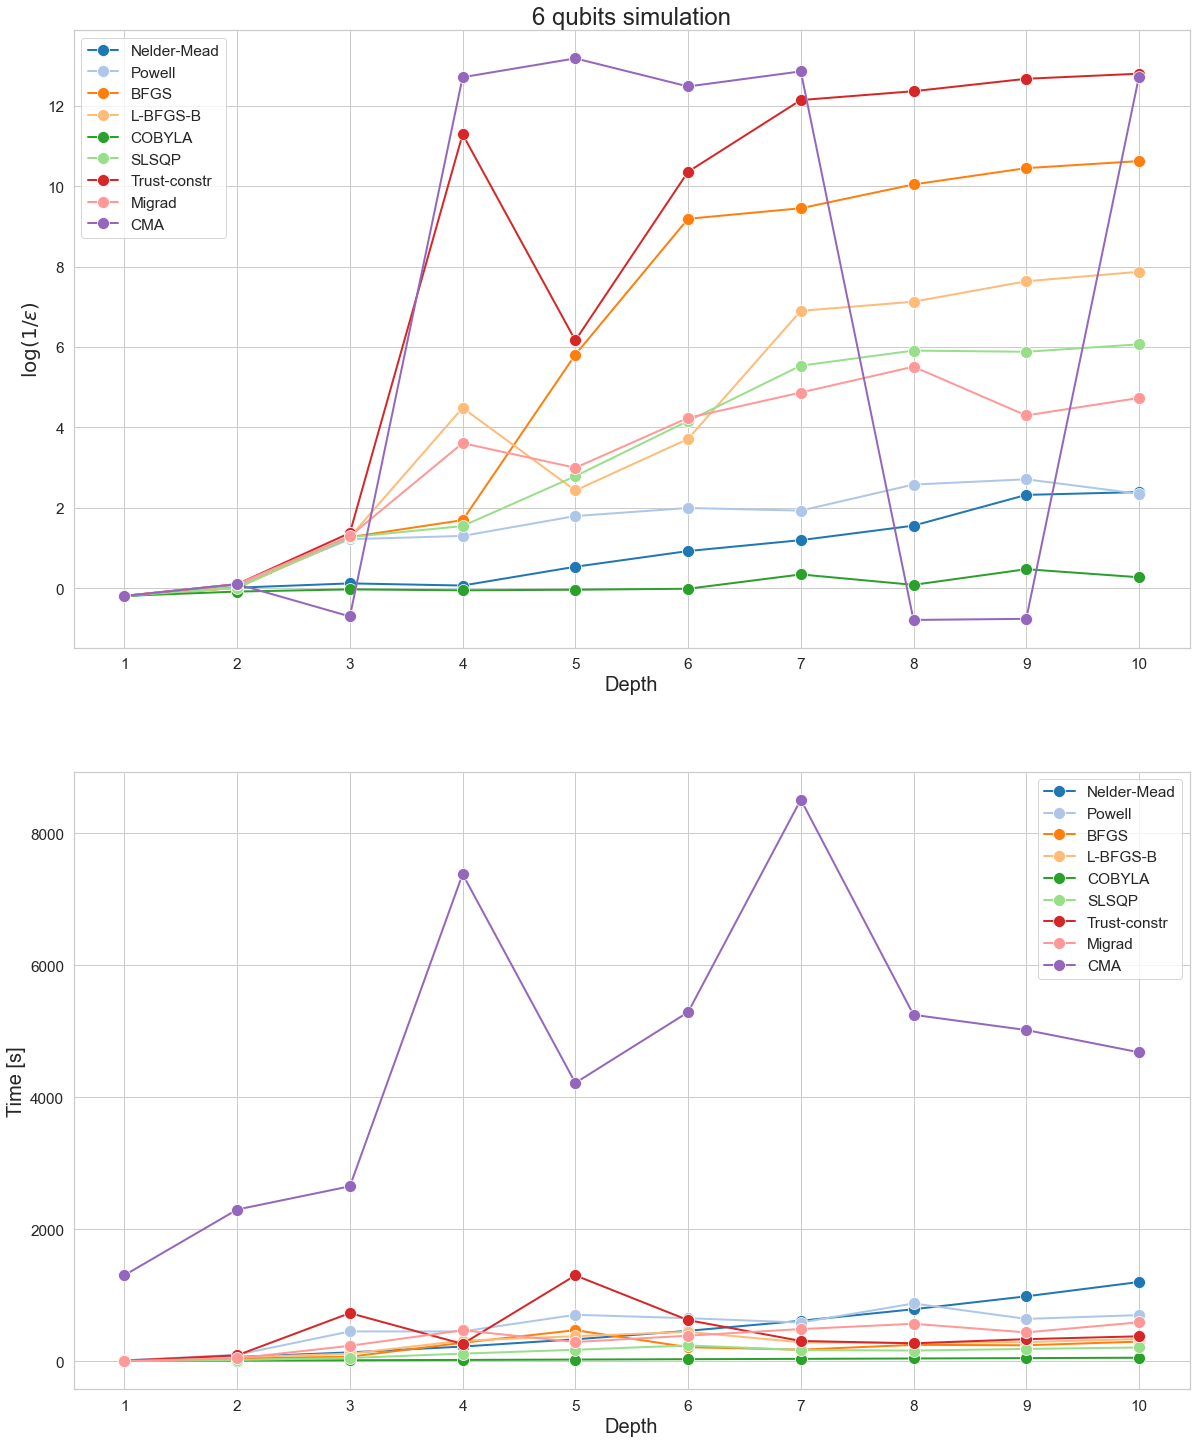 6 qubits simulation
Nelder-Mead
Powell
BFGS
L-BFGS-B
COBYLA
SLSQP
Trust-constr
Migrad
CMA
12
10
8
6
4
2
0
log(1/ε)
1 2 3 4 5 6 7 8 9 10
Depth
Nelder-Mead
Powell
BFGS
L-BFGS-B
COBYLA
SLSQP
Trust-constr
Migrad
CMA
8000
6000
4000
2000
0
Time [s]
1 2 3 4 5 6 7 8 9 10
Depth